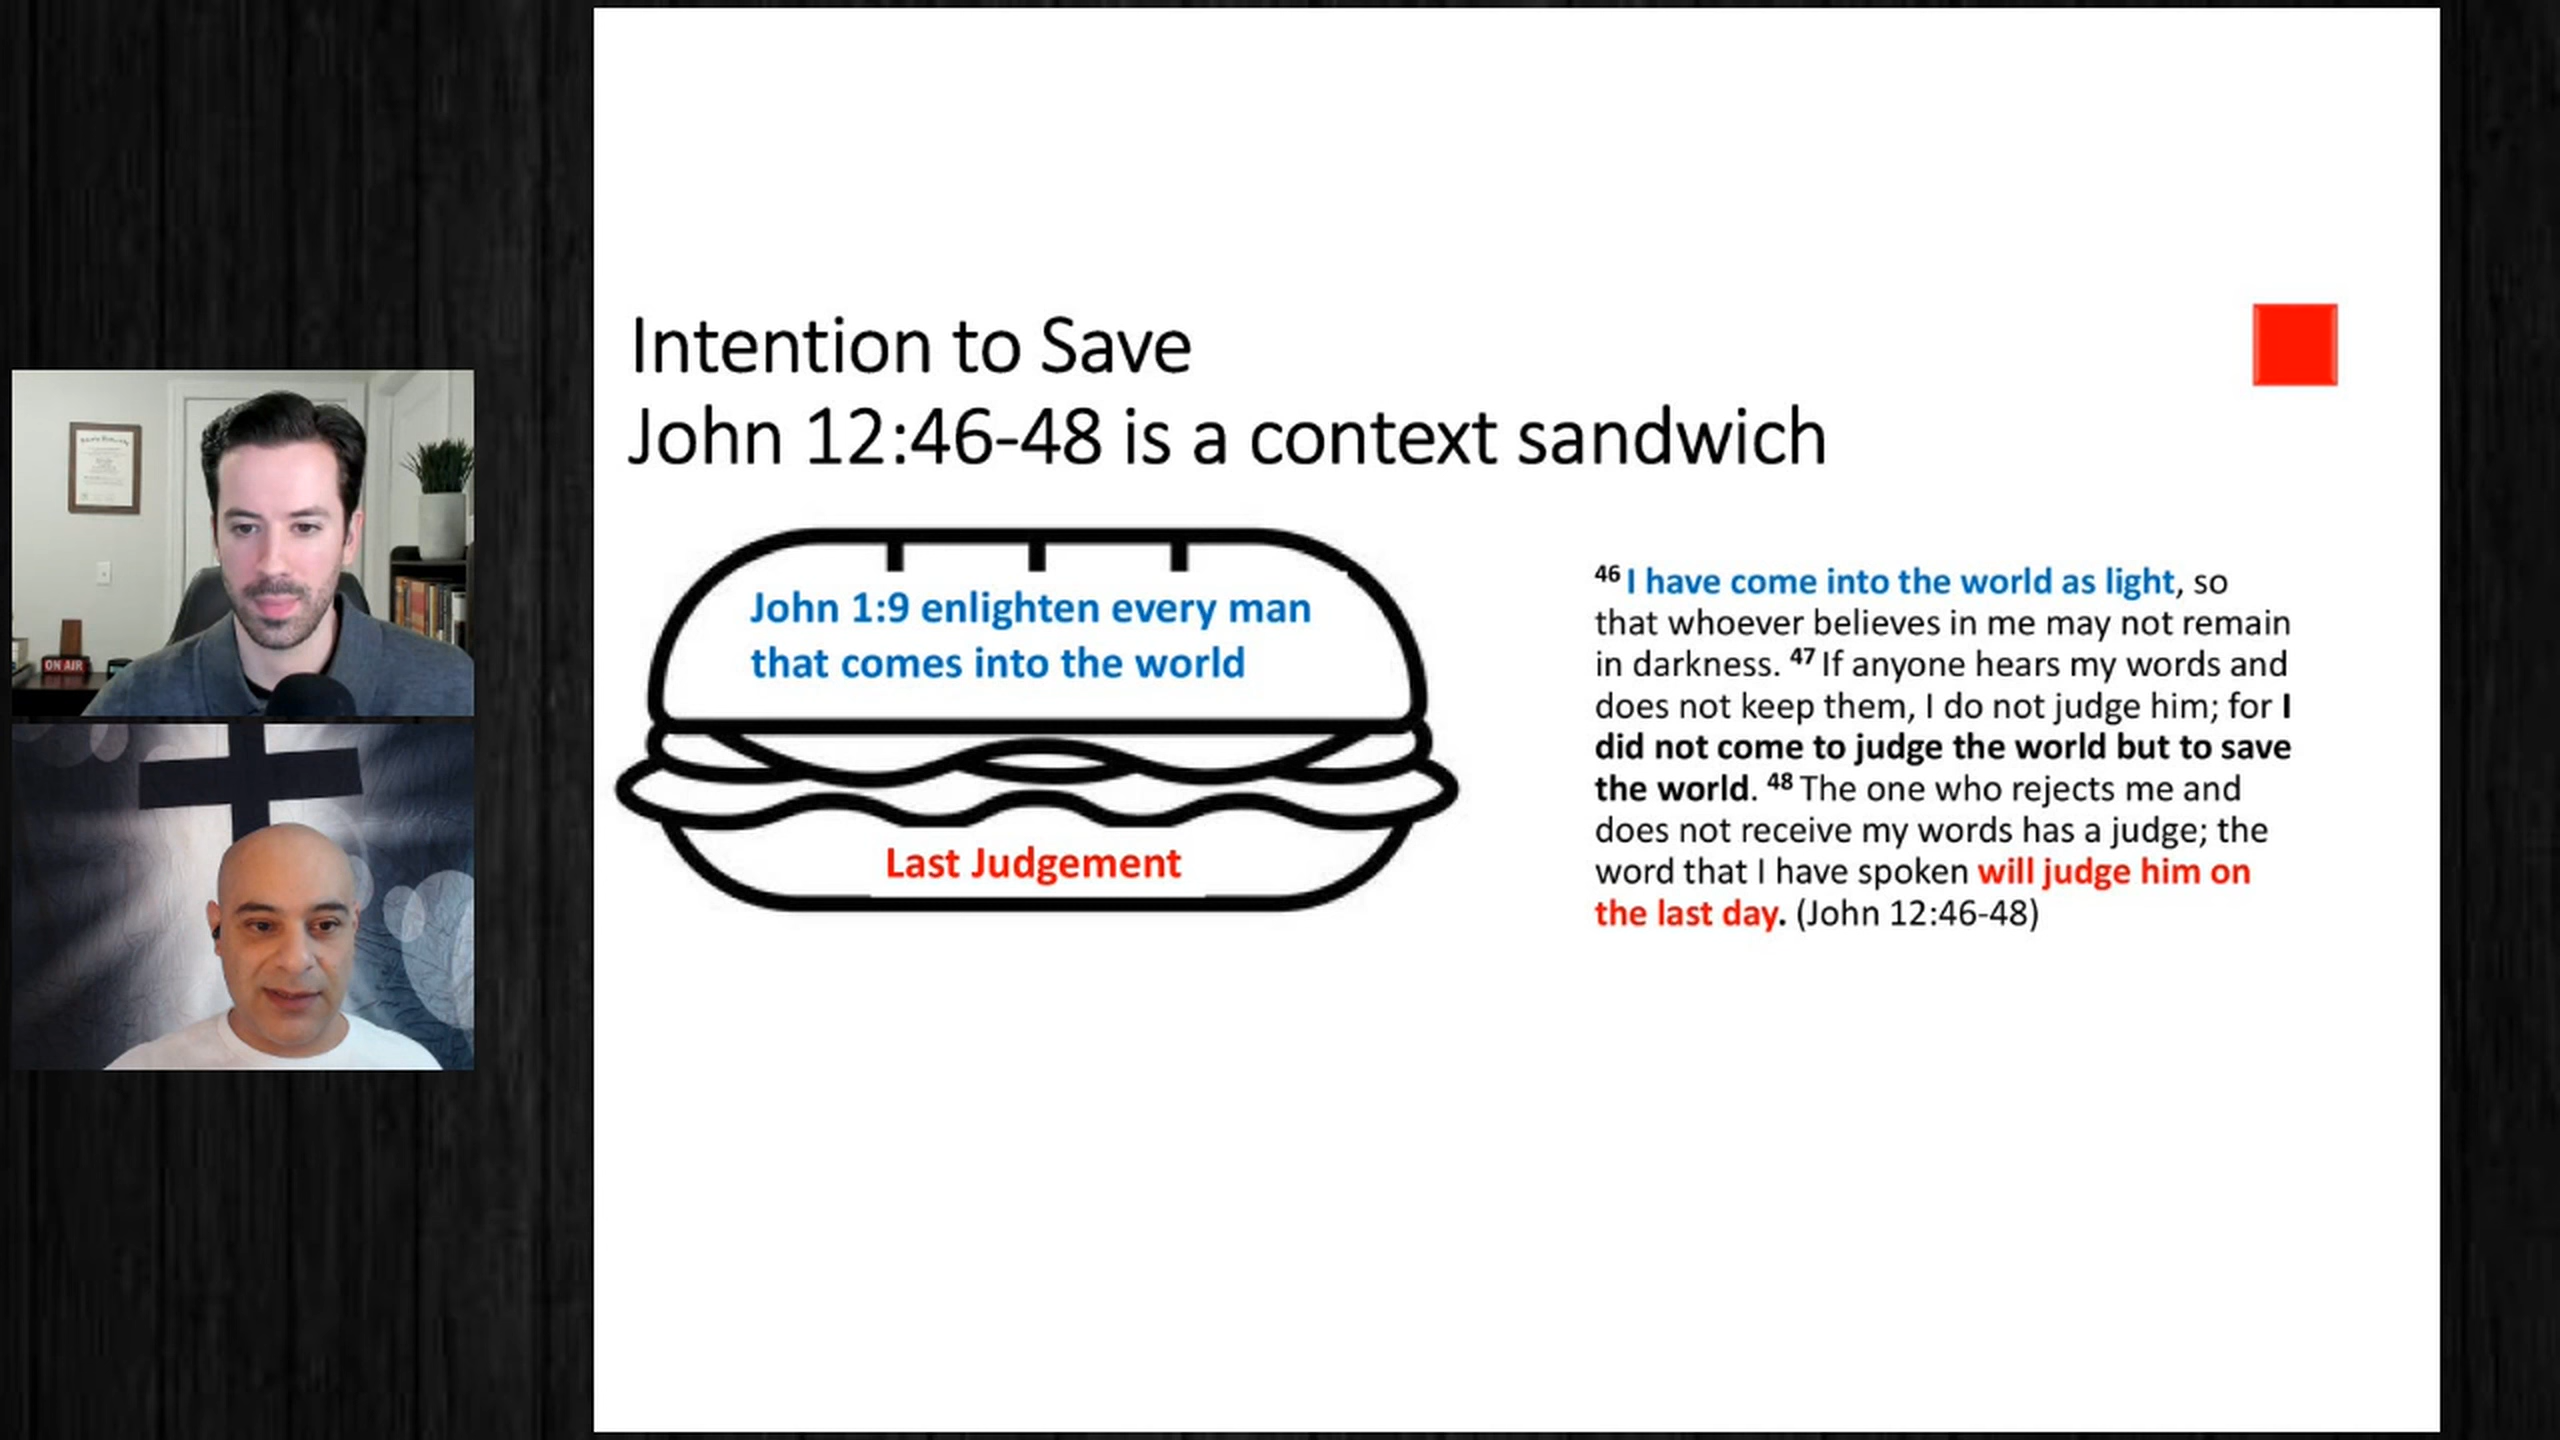 Intention to Save
John 12:46-48 is a context sandwich
John 1:9 enlighten every man
that comes into the world
Last Judgement
46 I have come into the world as light, so
that whoever believes in me may not remain
in darkness. 47 If anyone hears my words and
does not keep them, I do not judge him; for I
did not come to judge the world but to save
the world. 48 The one who rejects me and
does not receive my words has a judge; the
word that I have spoken will judge him on
the last day. (John 12:46-48)
ON AIR